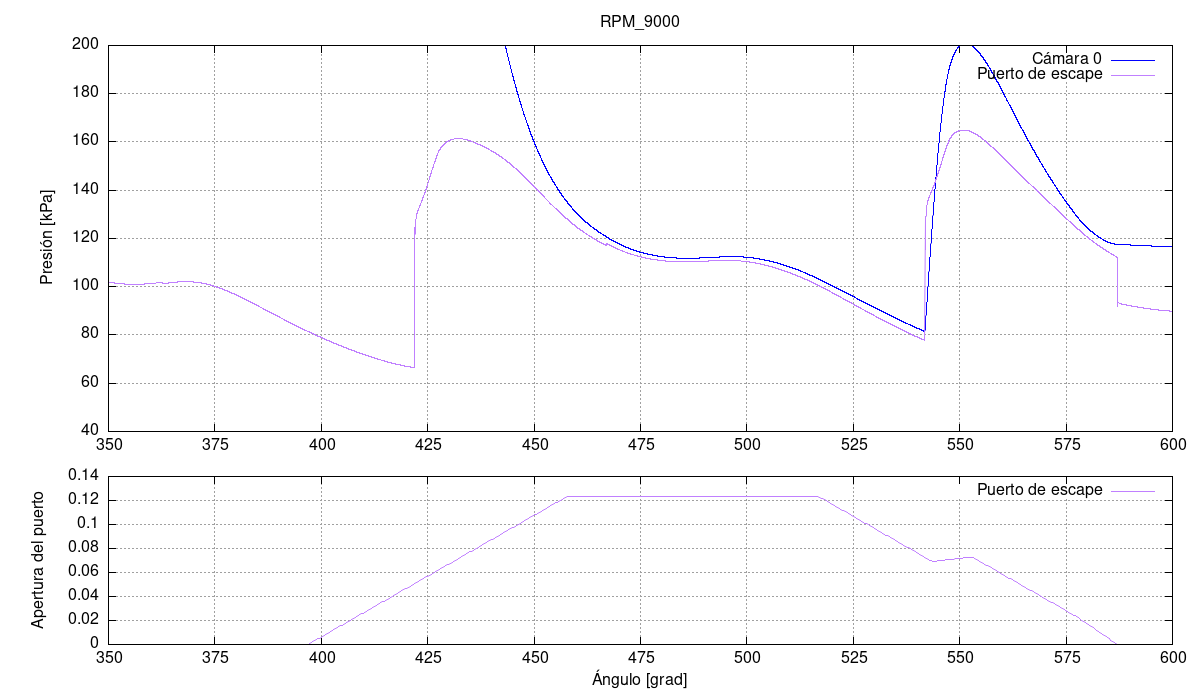 RPM_9000
200
180
160
140
120
100
80
60
40
Presión [kPa]
Cámara 0
Puerto de escape
350 375 400 425 450 475 500 525 550 575 600
0.14
0.12
0.1
0.08
0.06
0.04
0.02
0
Apertura del puerto
Puerto de escape
350 375 400 425 450 475 500 525 550 575 600
Ángulo [grad]